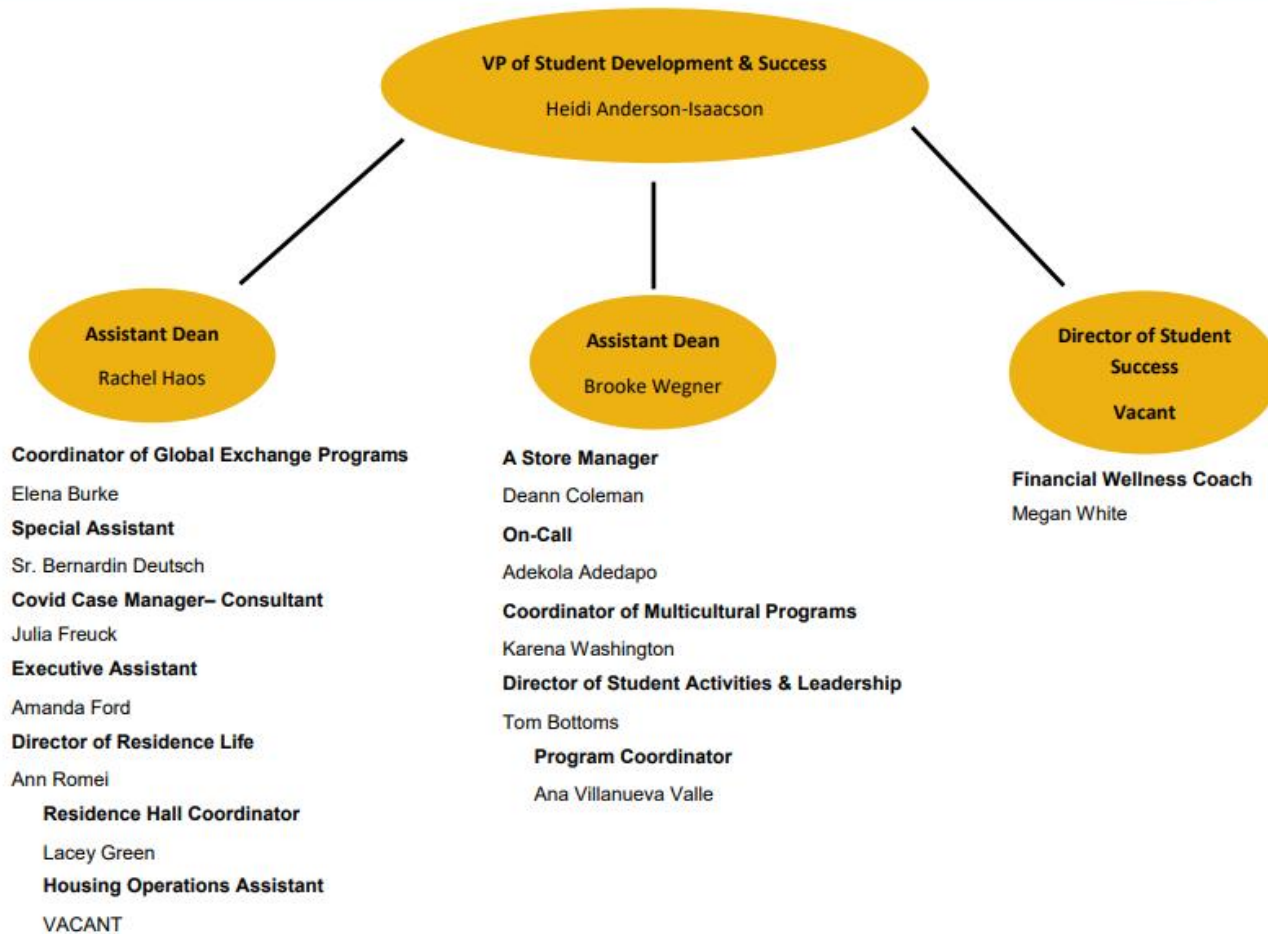 VP of Student Development & Success
Heidi Anderson-Isaacson
Assistant Dean
Rachel Haos
Coordinator of Global Exchange Programs
Elena Burke
Special Assistant
Sr. Bernardin Deutsch
Covid Case Manager– Consultant
Julia Freuck
Executive Assistant
Amanda Ford
Director of Residence Life
Ann Romei
Residence Hall Coordinator
Lacey Green
Housing Operations Assistant
VACANT
Assistant Dean
Brooke Wegner
A Store Manager
Deann Coleman
On-Call
Adekola Adedapo
Coordinator of Multicultural Programs
Karena Washington
Director of Student Activities & Leadership
Tom Bottoms
Program Coordinator
Ana Villanueva Valle
Director of Student
Success
Vacant
Financial Wellness Coach
Megan White